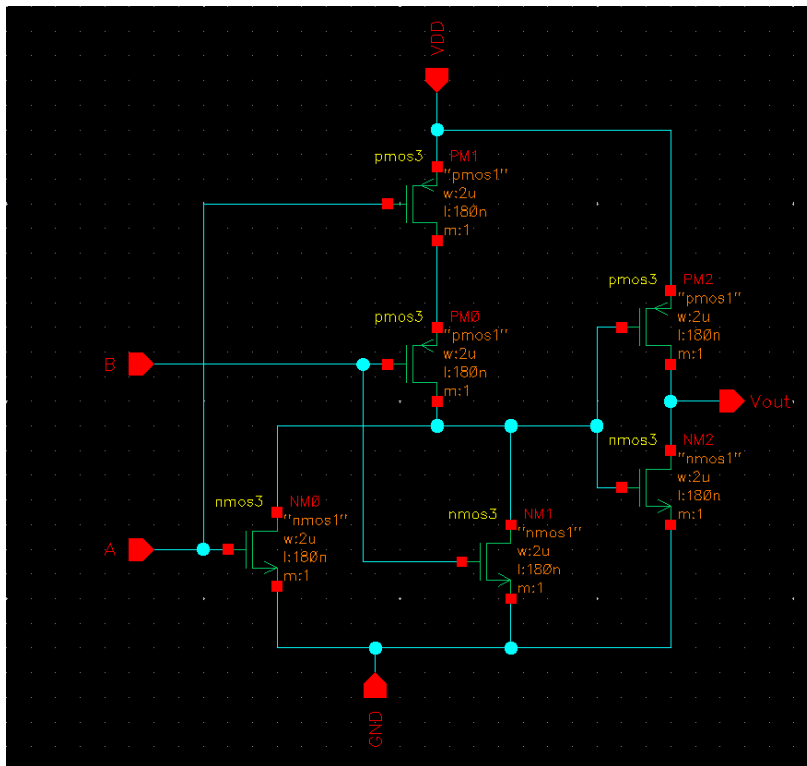 VDD
pmos3 PM1
"pmos1"
w:2u
l:180n
m:1
pmos3 PM2
"pmos1"
w:2u
l:180n
m:1
pmos3 PM0
"pmos1"
w:2u
l:180n
m:1
B
Vout
nmos3 NM2
"nmos1"
w:2u
l:180n
m:1
nmos3 NM0
"nmos1"
w:2u
l:180n
m:1
nmos3 NM1
"nmos1"
w:2u
l:180n
m:1
A
GND